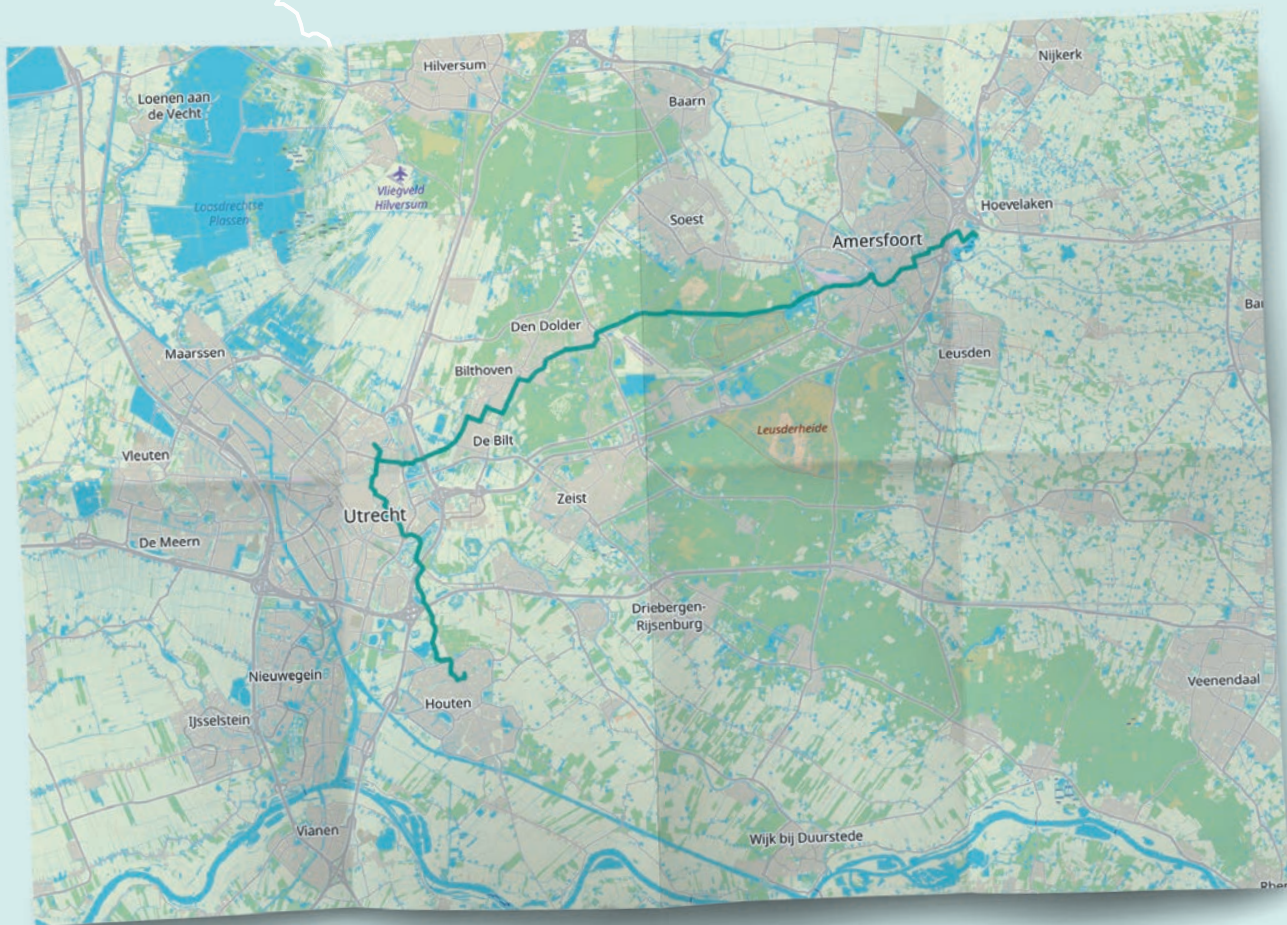 Hilversum
Nijkerk
Loenen aan
de Vecht
Baarn
Vliegveld
Hilversum
Loosdrechtse
Plassen
Soest
Hoevelaken
Amersfoort
Den Dolder
Maarssen
Leusden
Bilthoven
Leusderheide
De Bilt
Vleuten
Zeist
Utrecht
De Meern
Driebergen-
Rijsenburg
Nieuwegein
Veenendaal
Houten
IJsselstein
Vianen
Wijk bij Duurstede